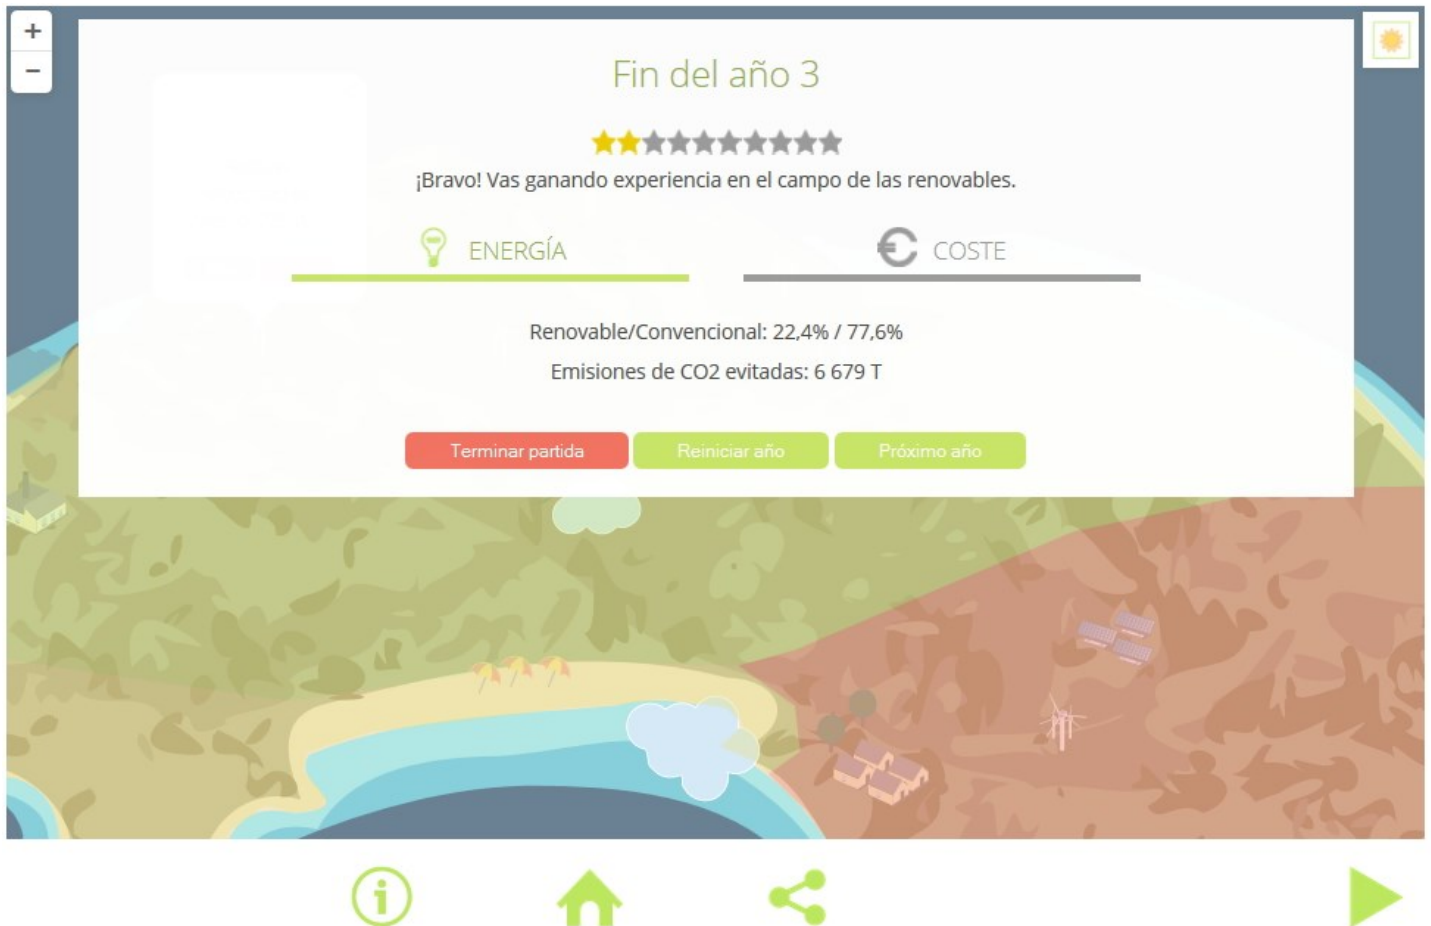 +
−
Fin del año 3
¡Bravo! Vas ganando experiencia en el campo de las renovables.
ENERGÍA
€ COSTE
Renovable/Convencional: 22,4% / 77,6%
Emisiones de CO2 evitadas: 6 679 T
Terminar partida
Reiniciar año
Próximo año
i